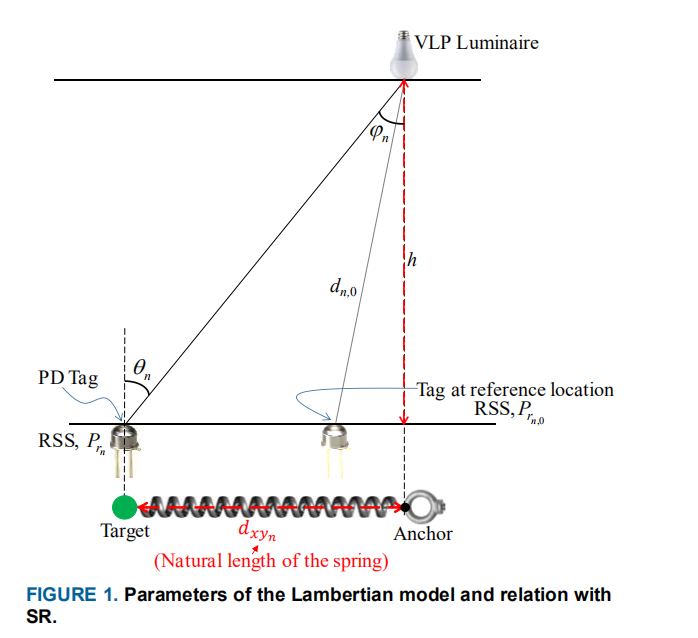 VLP Luminaire
φₙ
h
dₙ,₀
θₙ
PD Tag
Tag at reference location
RSS, Pᵣₙ,₀
RSS, Pᵣₙ
Target
dₓyₙ
Anchor
(Natural length of the spring)
FIGURE 1. Parameters of the Lambertian model and relation with
SR.